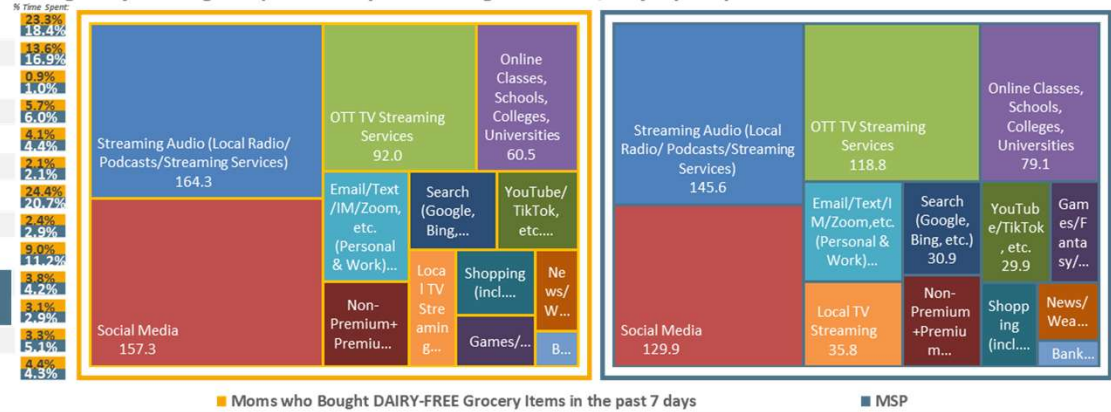 % Time Spent:
23.3%
18.4%
13.6%
16.9%
0.9%
1.0%
5.7%
6.0%
4.1%
4.4%
2.1%
2.1%
24.4%
20.7%
2.4%
2.9%
9.0%
11.2%
3.8%
4.2%
3.1%
2.9%
3.3%
5.1%
4.4%
4.3%
Streaming Audio (Local Radio/
Podcasts/Streaming Services)
164.3
Social Media
157.3
OTT TV Streaming
Services
92.0
Online
Classes,
Schools,
Colleges,
Universities
60.5
Email/Text
/IM/Zoom,
etc.
(Personal
& Work)...
Search
(Google,
Bing,...
YouTube/
TikTok,
etc....
Non-
Premium+
Premiu...
Loca
l TV
Stre
amin
g...
Shopping
(incl....
Ne
ws/
W...
Games/...
B...
Streaming Audio (Local
Radio/ Podcasts/Streaming
Services)
145.6
Social Media
129.9
OTT TV Streaming
Services
118.8
Online Classes,
Schools,
Colleges,
Universities
79.1
Email/Text/I
M/Zoom,etc.
(Personal &
Work)...
Search
(Google,
Bing, etc.)
30.9
YouTub
e/TikTok
, etc.
29.9
Gam
es/F
anta
sy/...
Local TV
Streaming
35.8
Non-
Premium
+Premiu
m...
Shopp
ing
(incl....
News/
Wea...
Bank...
Moms who Bought DAIRY-FREE Grocery Items in the past 7 days
MSP